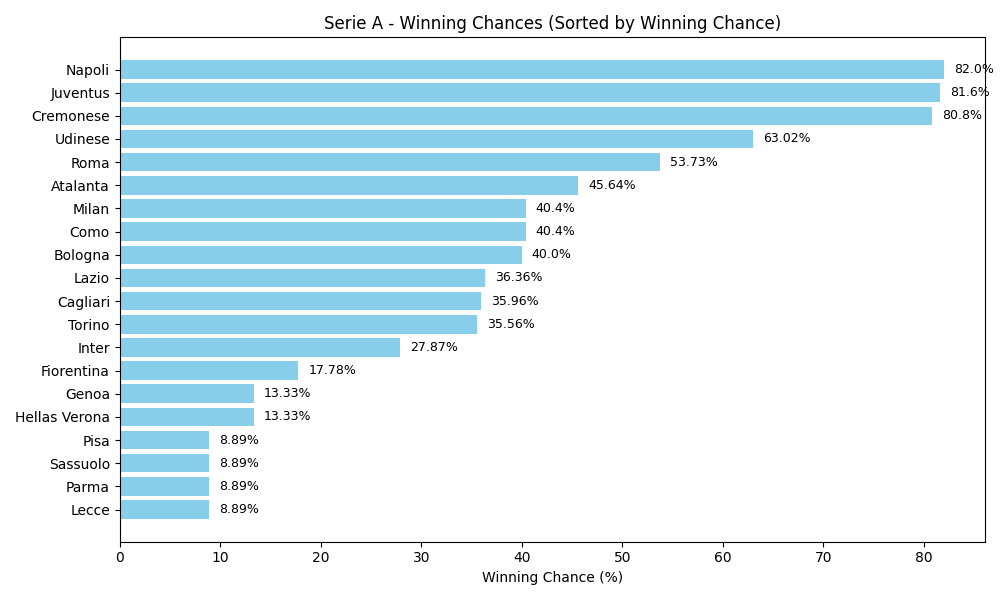 Serie A - Winning Chances (Sorted by Winning Chance)
Napoli 82.0%
Juventus 81.6%
Cremonese 80.8%
Udinese 63.02%
Roma 53.73%
Atalanta 45.64%
Milan 40.4%
Como 40.4%
Bologna 40.0%
Lazio 36.36%
Cagliari 35.96%
Torino 35.56%
Inter 27.87%
Fiorentina 17.78%
Genoa 13.33%
Hellas Verona 13.33%
Pisa 8.89%
Sassuolo 8.89%
Parma 8.89%
Lecce 8.89%
0 10 20 30 40 50 60 70 80
Winning Chance (%)